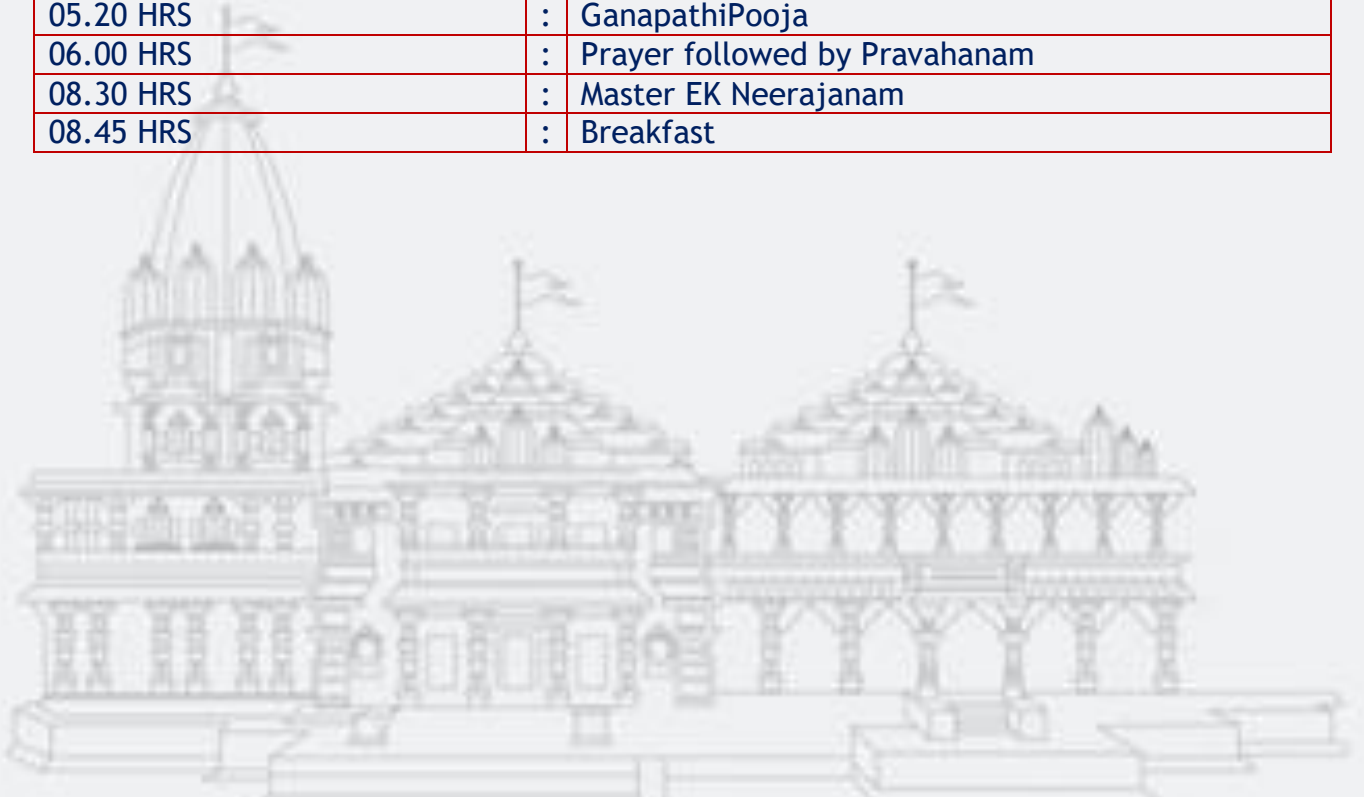 05.20 HRS : GanapathiPooja
06.00 HRS : Prayer followed by Pravahanam
08.30 HRS : Master EK Neerajanam
08.45 HRS : Breakfast